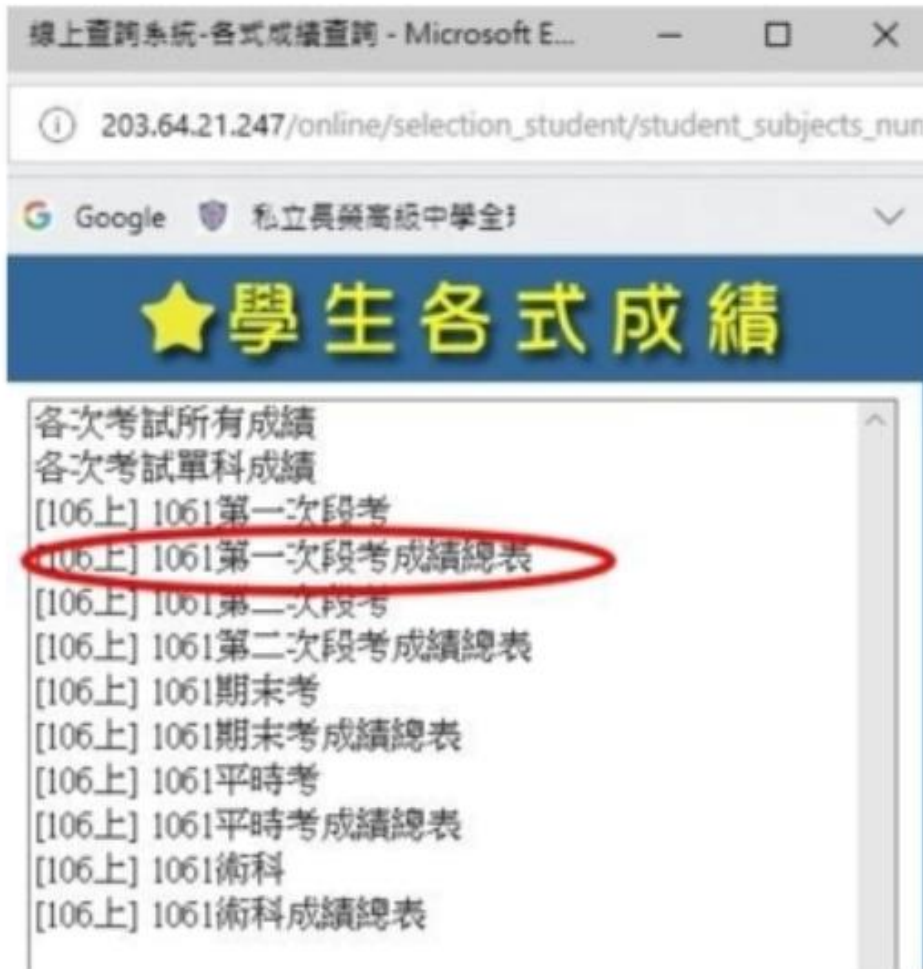 線上查詢系統-各式成績查詢 - Microsoft E...
203.64.21.247/online/selection_student/student_subjects_num
Google 私立長榮高級中學全球
★學生各式成績
各次考試所有成績
各次考試單科成績
[106上] 1061第一次段考
[106上] 1061第一次段考成績總表
[106上] 1061第二次段考
[106上] 1061第二次段考成績總表
[106上] 1061期末考
[106上] 1061期末考成績總表
[106上] 1061平時考
[106上] 1061平時考成績總表
[106上] 1061術科
[106上] 1061術科成績總表